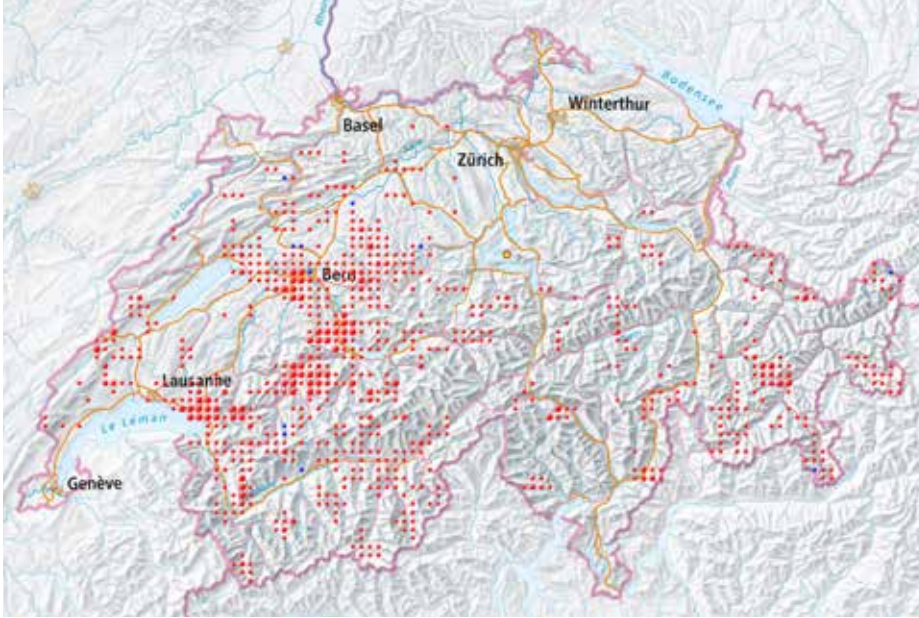 Bodensee
Winterthur
Basel
Zürich
Bern
Lausanne
Le Léman
Genève